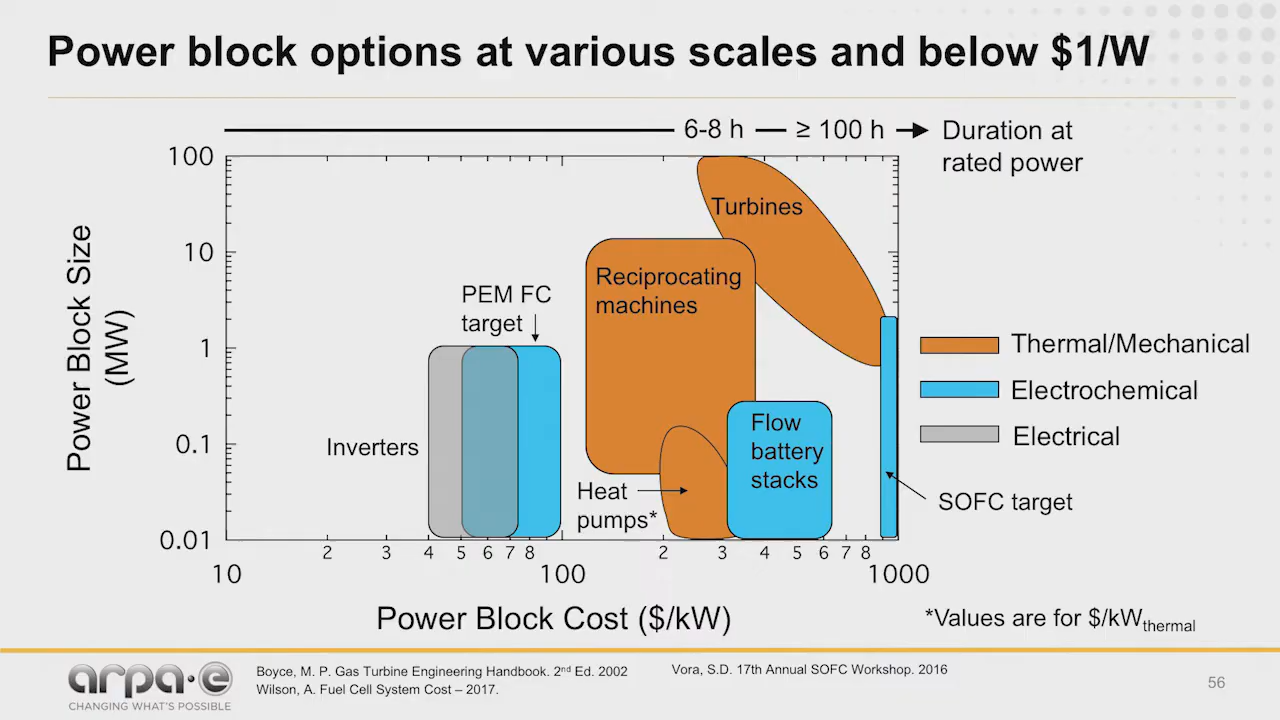 Power block options at various scales and below $1/W
6-8 h
≥ 100 h
Duration at
rated power
100
10
1
0.1
0.01
Power Block Size
(MW)
Turbines
Reciprocating
machines
PEM FC
target
Inverters
Flow
battery
stacks
Heat
pumps*
Thermal/Mechanical
Electrochemical
Electrical
SOFC target
2 3 4 5 6 7 8 2 3 4 5 6 7 8
10 100 1000
Power Block Cost ($/kW)
*Values are for $/kWthermal
arpa·e
CHANGING WHAT'S POSSIBLE
Boyce, M. P. Gas Turbine Engineering Handbook. 2nd Ed. 2002
Wilson, A. Fuel Cell System Cost – 2017.
Vora, S.D. 17th Annual SOFC Workshop. 2016
56